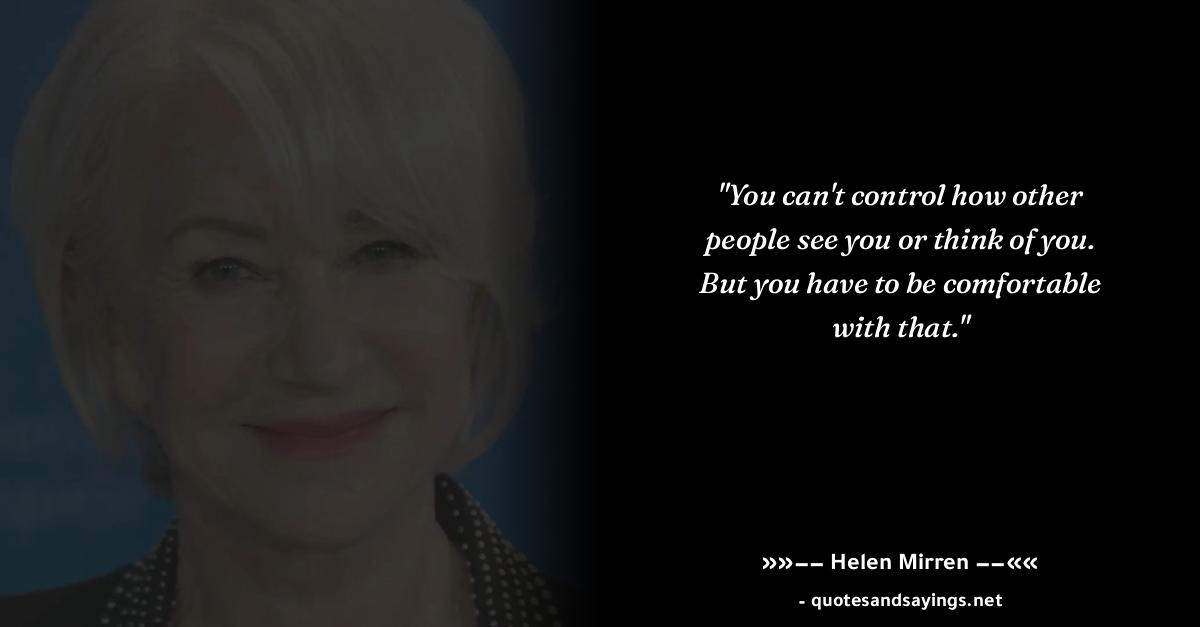 "You can't control how other
people see you or think of you.
But you have to be comfortable
with that."
»»−− Helen Mirren −−««
- quotesandsayings.net